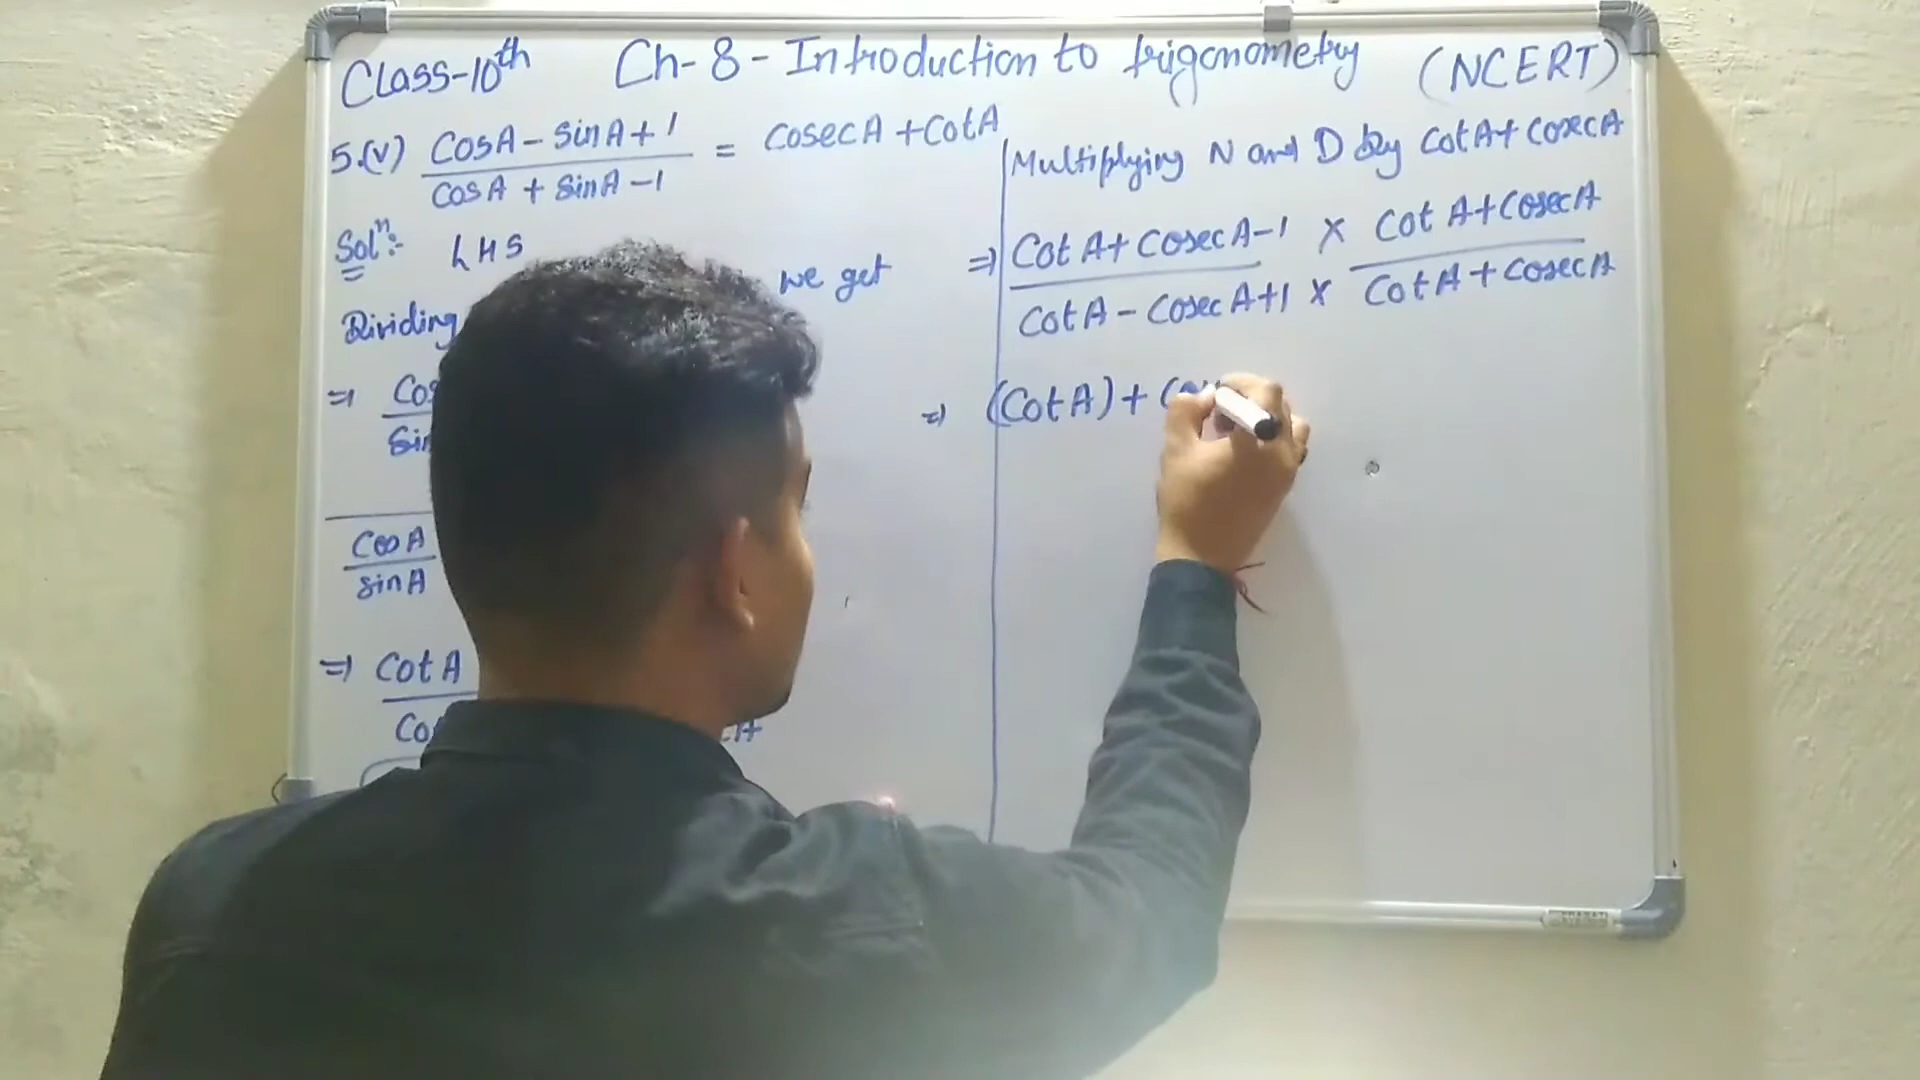 Class-10th Ch-8-Introduction to trigonometry (NCERT)
5.(v) CosA - SinA + 1
CosA + SinA - 1
= CosecA + CotA
Soln:- LHS
Dividing we get
⇒ Cos
Sin
CosA
SinA
⇒ CotA
Co
Multiplying N and D by CotA + CosecA
⇒ CotA + CosecA - 1 × CotA + CosecA
CotA - CosecA + 1 × CotA + CosecA
⇒ (CotA) + (